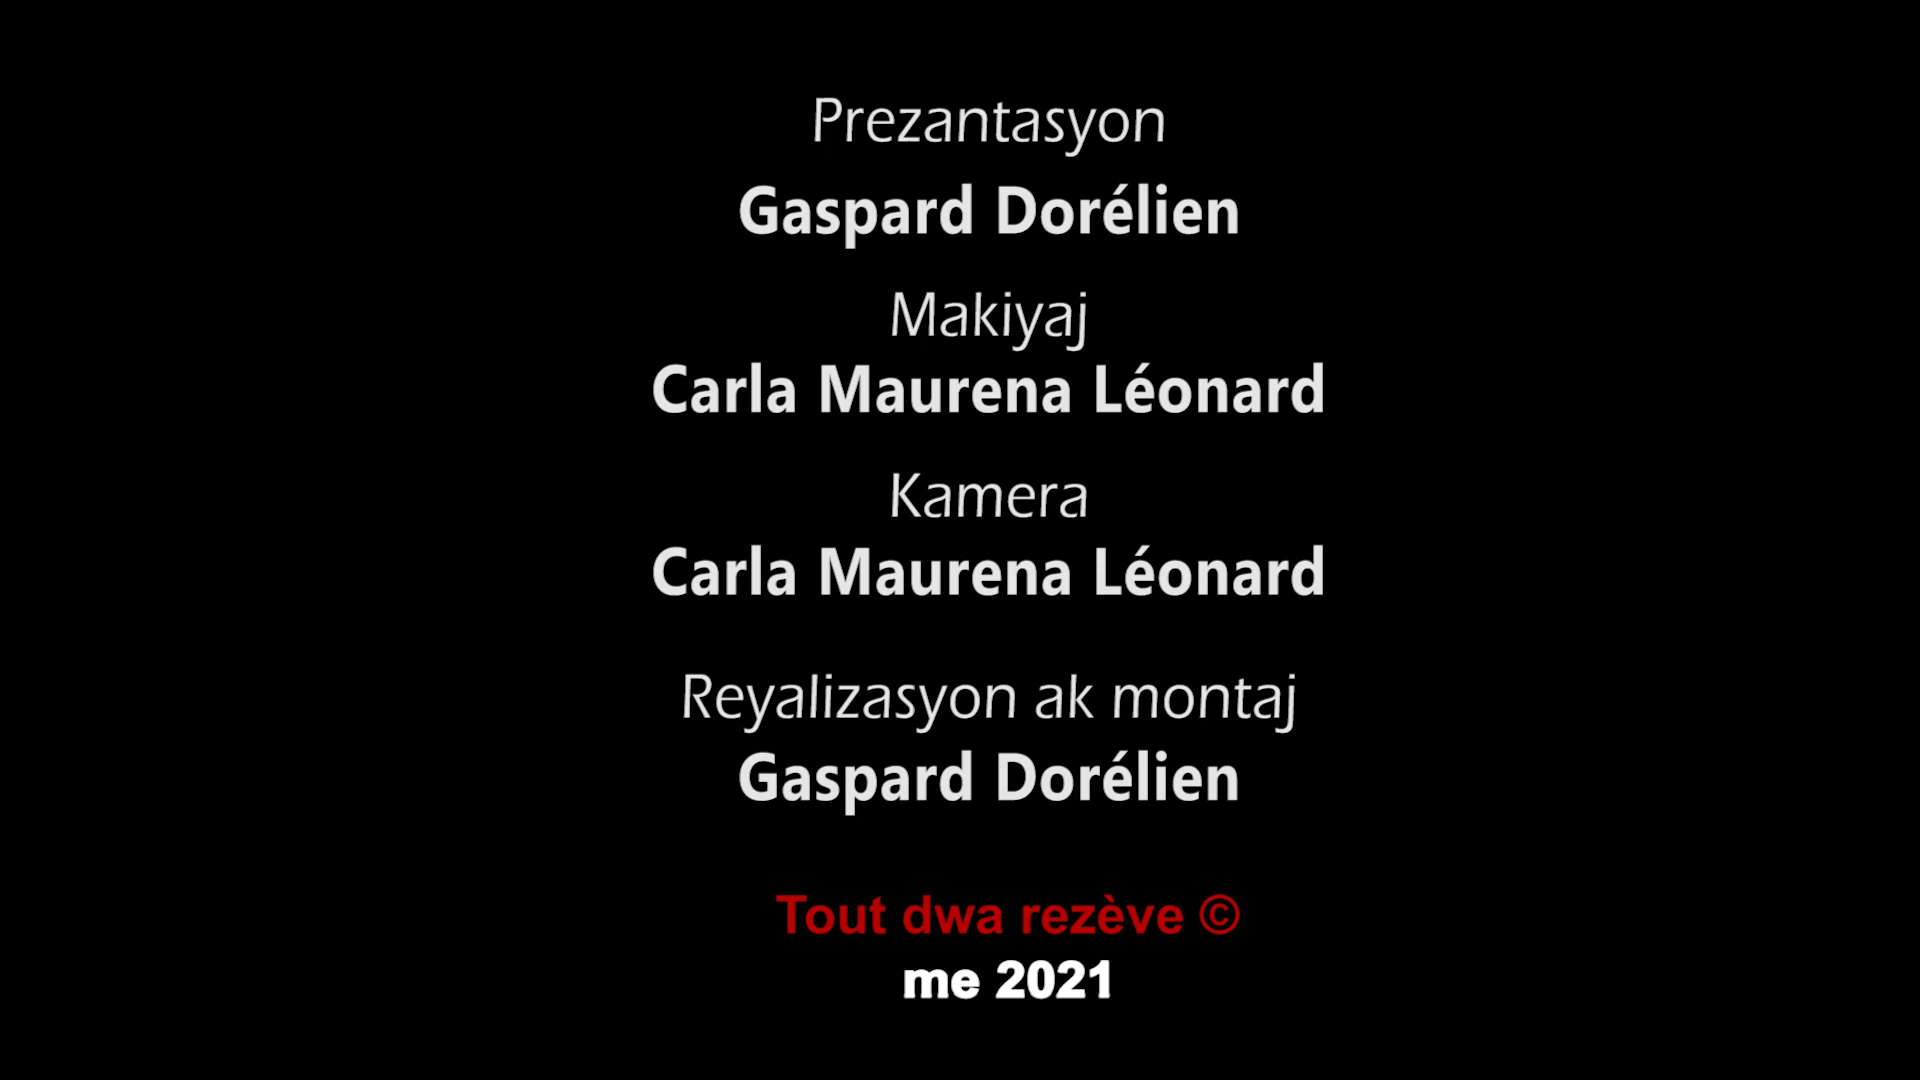 Prezantasyon
Gaspard Dorélien
Makiyaj
Carla Maurena Léonard
Kamera
Carla Maurena Léonard
Reyalizasyon ak montaj
Gaspard Dorélien
Tout dwa rezève ©
me 2021